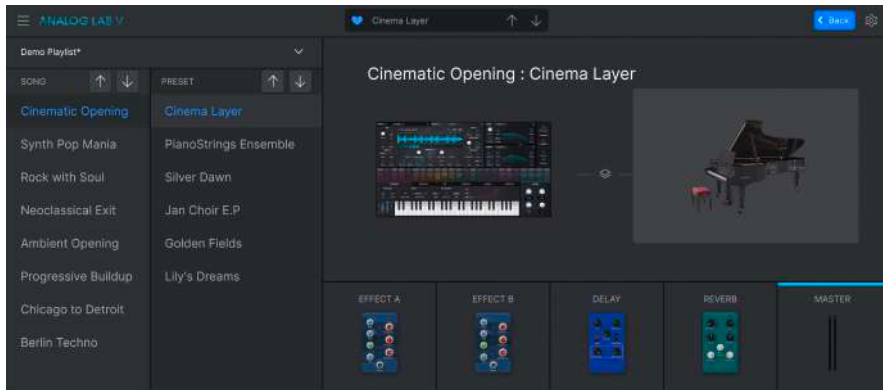 ANALOG LAB V
Cinema Layer
Back
Demo Playlist*
SONG
PRESET
Cinematic Opening
Cinema Layer
Synth Pop Mania
PianoStrings Ensemble
Rock with Soul
Silver Dawn
Neoclassical Exit
Jan Choir E.P
Ambient Opening
Golden Fields
Progressive Buildup
Lily's Dreams
Chicago to Detroit
Berlin Techno
Cinematic Opening : Cinema Layer
EFFECT A
EFFECT B
DELAY
REVERB
MASTER